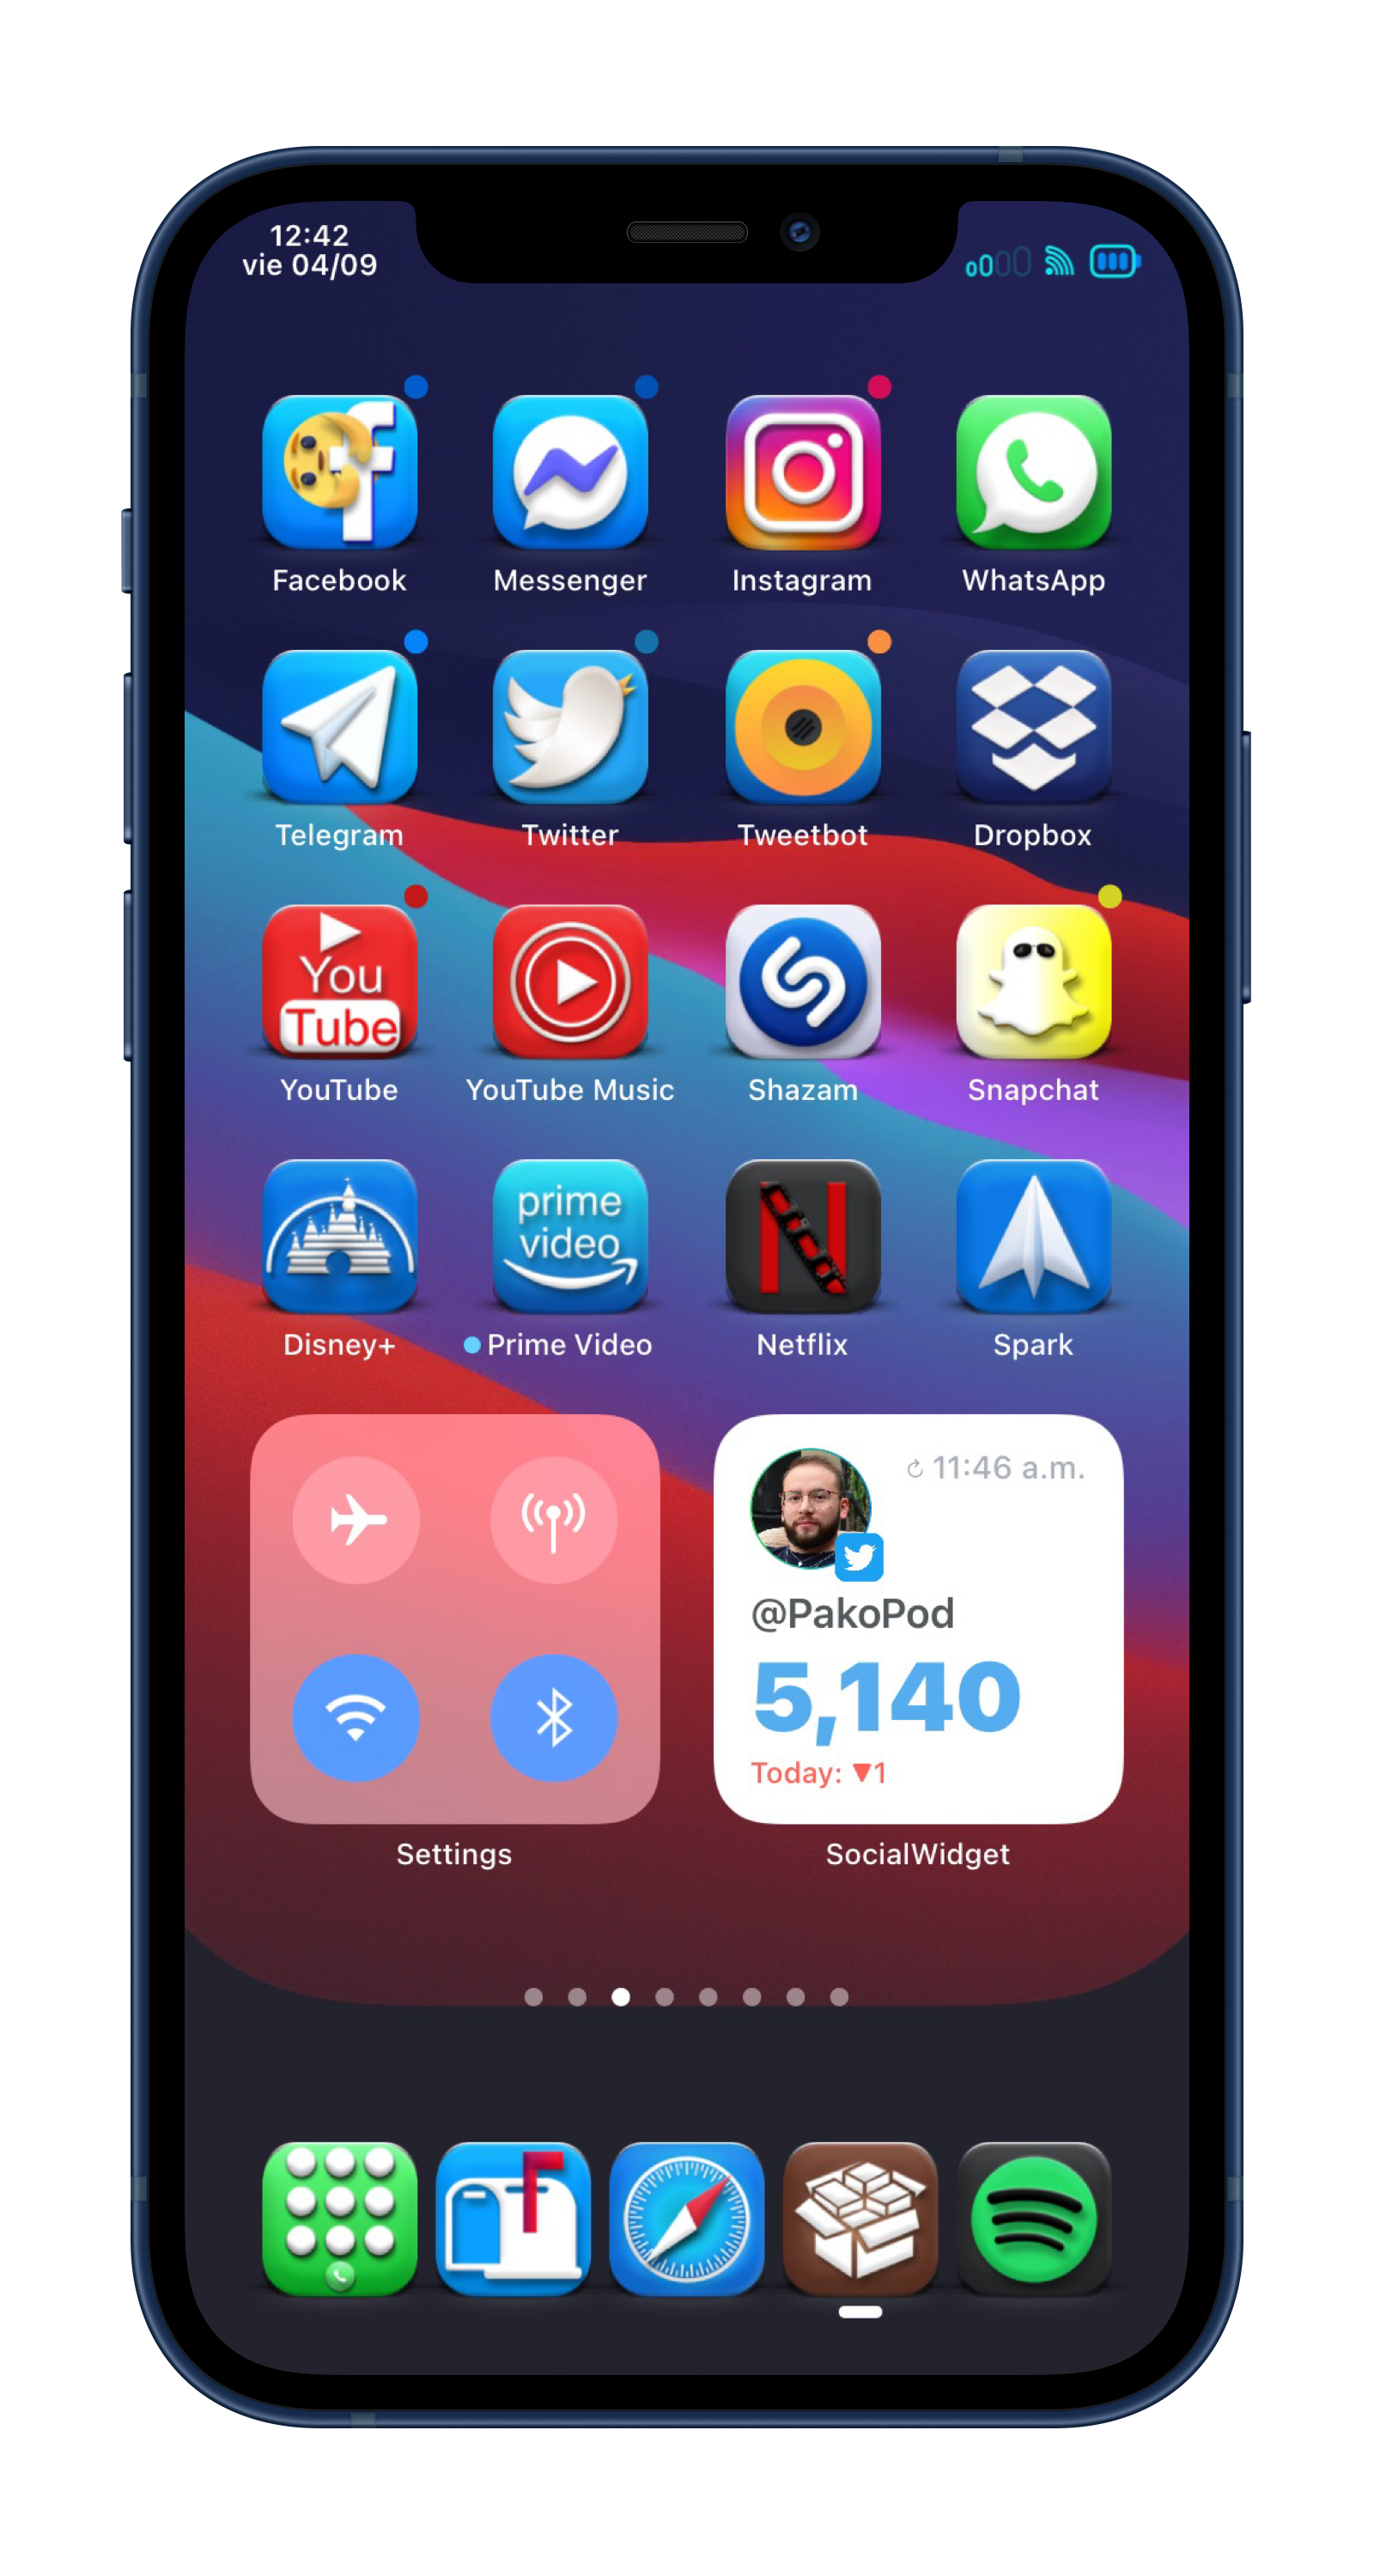 12:42
vie 04/09
Facebook
Messenger
Instagram
WhatsApp
Telegram
Twitter
Tweetbot
Dropbox
You
Tube
YouTube
YouTube Music
Shazam
Snapchat
prime
video
Disney+
Prime Video
Netflix
Spark
11:46 a.m.
@PakoPod
5,140
Today: ▼1
Settings
SocialWidget